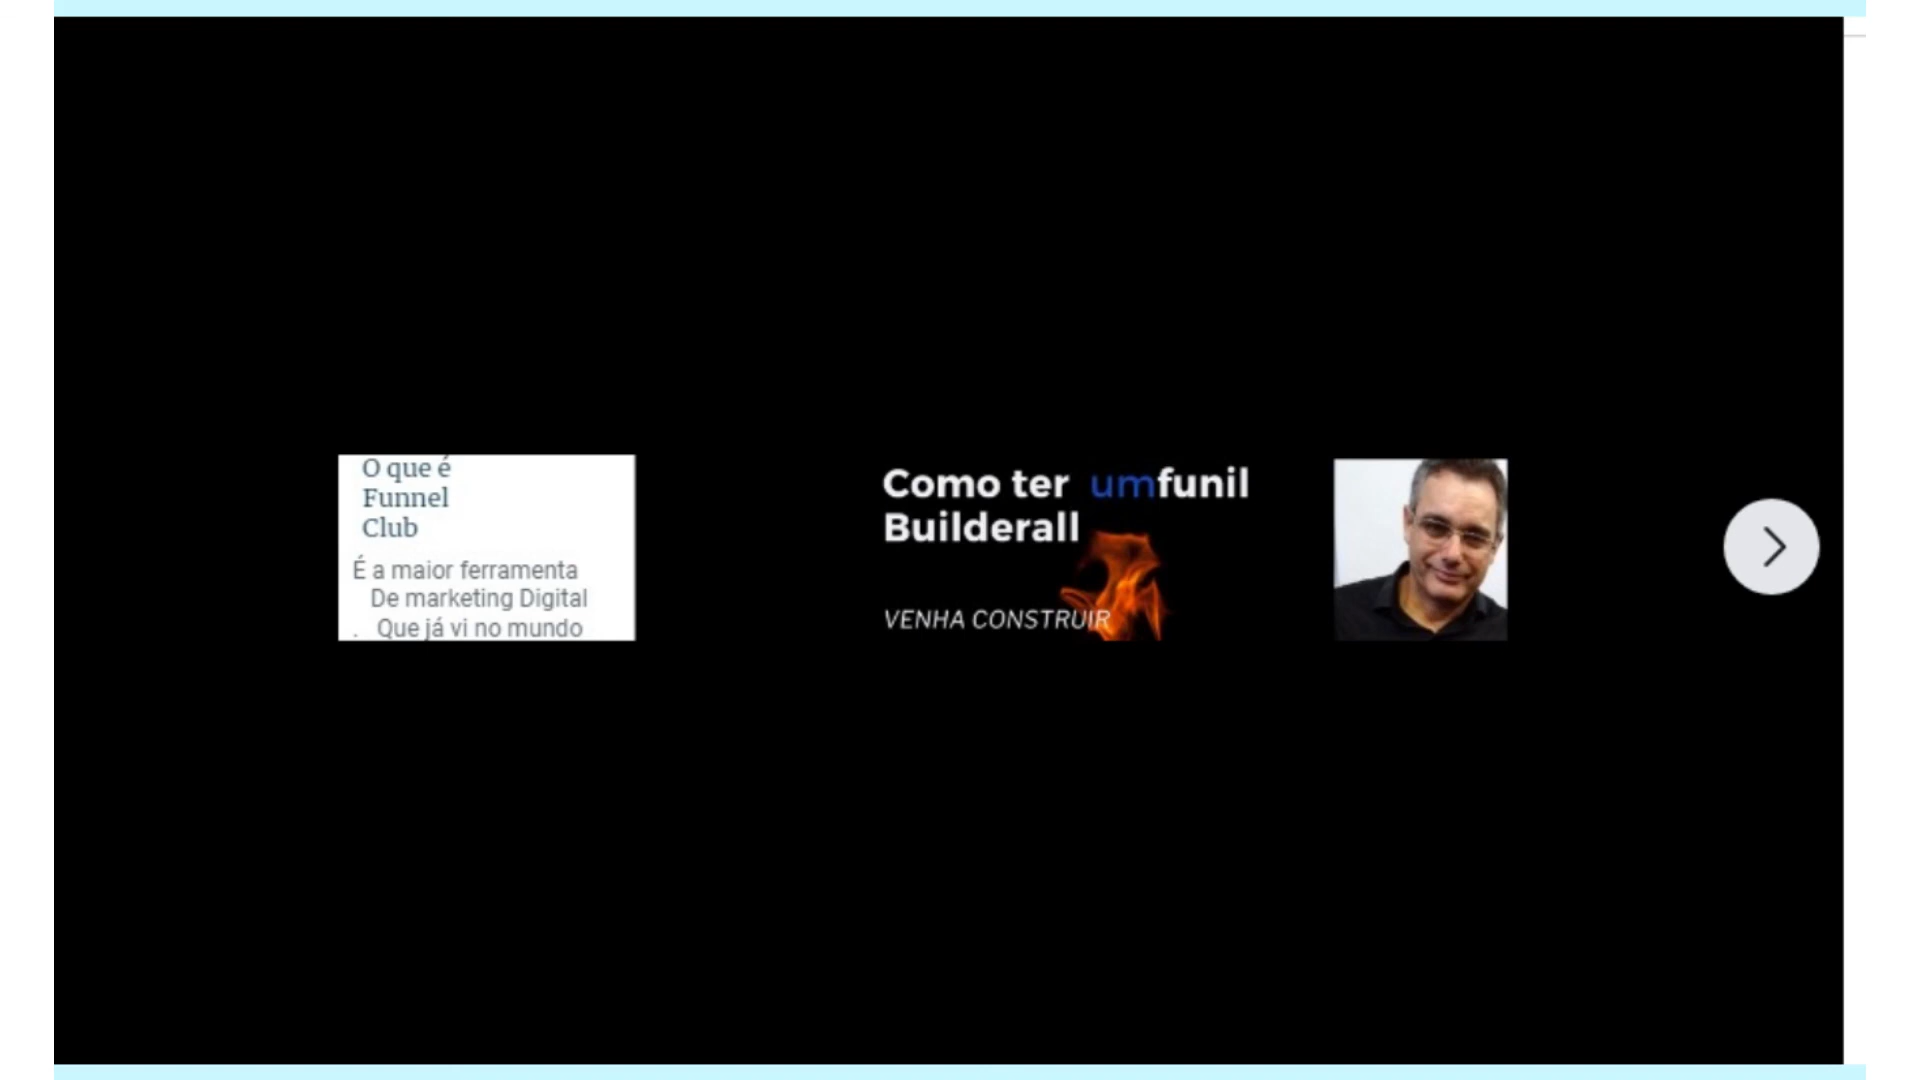 O que é
Funnel
Club
É a maior ferramenta
De marketing Digital
. Que já vi no mundo
Como ter umfunil
Builderall
VENHA CONSTRUIR